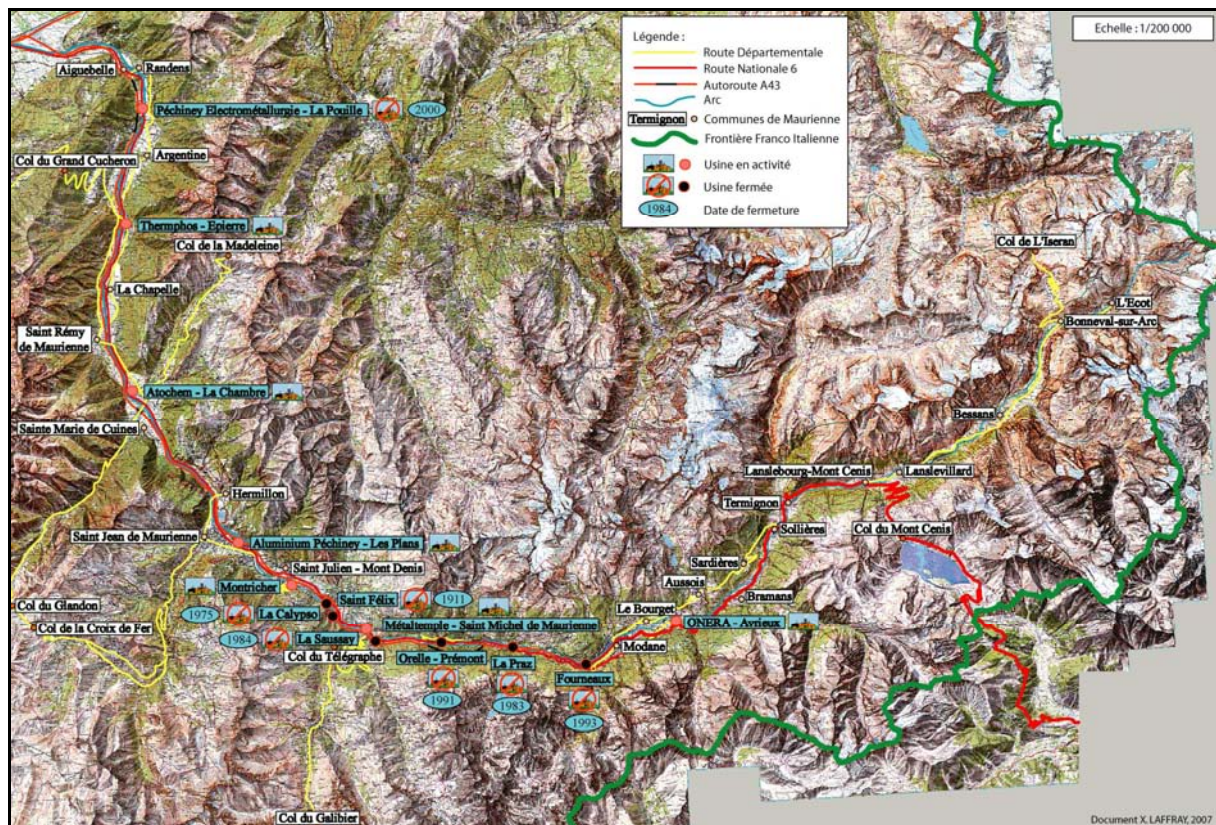 Echelle : 1/200 000
Légende :
Route Départementale
Route Nationale 6
Autoroute A43
Arc
Termignon
Communes de Maurienne
Frontière Franco Italienne
Usine en activité
Usine fermée
1984
Date de fermeture
Aiguebelle
Randens
Péchiney Electrométallurgie - La Pouille
2000
Col du Grand Cucheron
Argentine
Thermphos - Epierre
Col de la Madeleine
La Chapelle
Saint Rémy
de Maurienne
Atochem - La Chambre
Sainte Marie de Cuines
Hermillon
Saint Jean de Maurienne
Aluminium Péchiney - Les Plans
Saint Julien - Mont Denis
Montricher
Saint Félix
1911
1975
La Calypso
Métaltemple - Saint Michel de Maurienne
1984
La Saussay
Col du Glandon
Col de la Croix de Fer
Col du Télégraphe
Orelle - Prémont
1991
La Praz
1983
Fourneaux
1993
Modane
Le Bourget
ONERA - Avrieux
Aussois
Bramans
Sardières
Sollières
Termignon
Lanslebourg-Mont Cenis
Lanslevillard
Col du Mont Cenis
Bessans
Bonneval-sur-Arc
L'Ecot
Col de L'Iseran
Col du Galibier
Document X. LAFFRAY, 2007